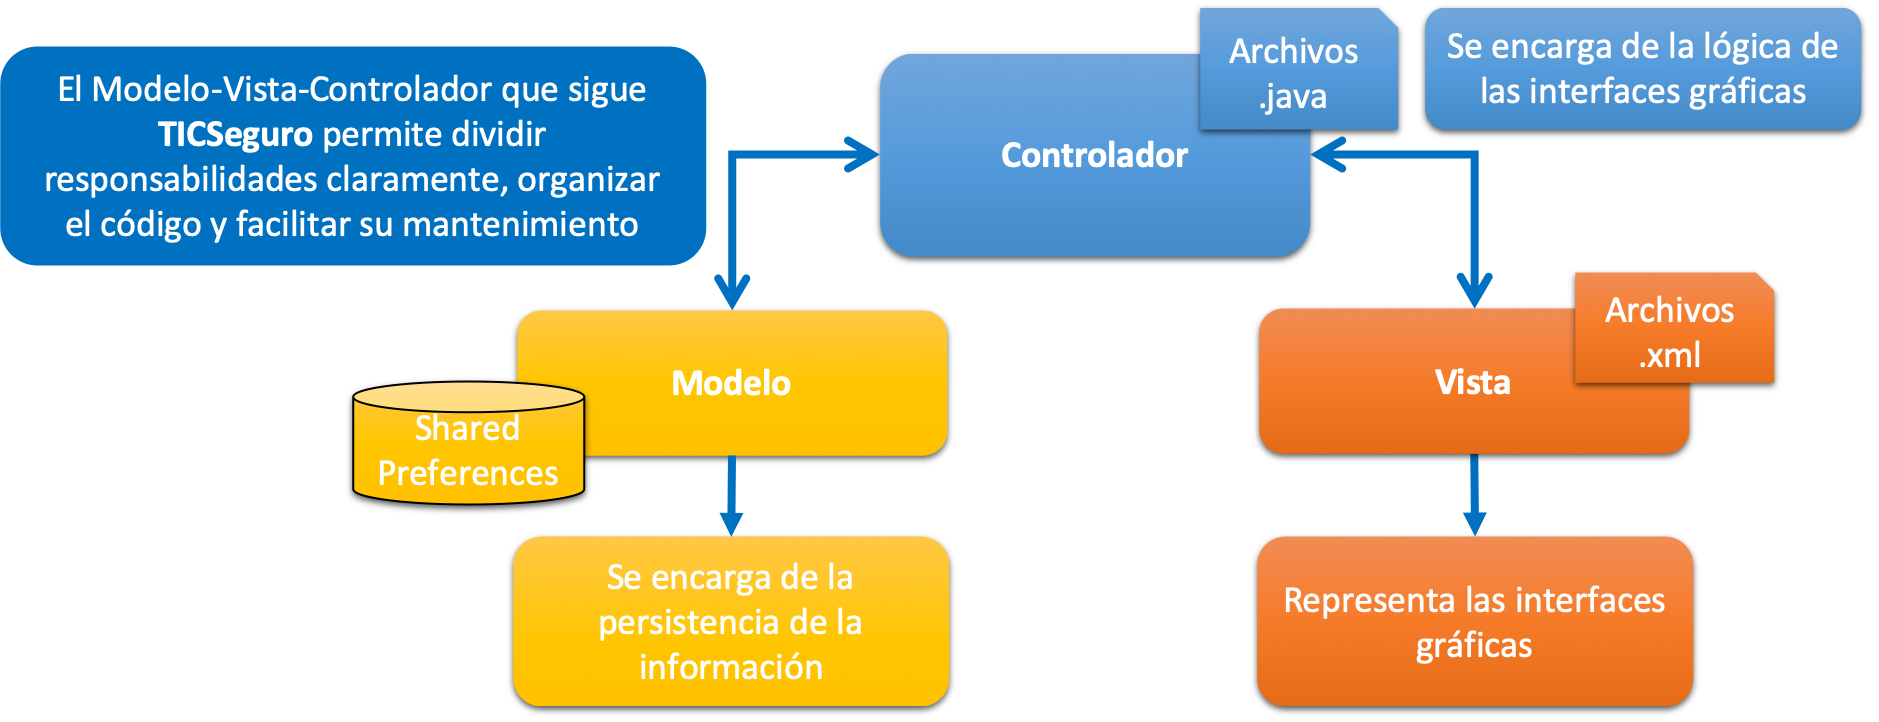 El Modelo-Vista-Controlador que sigue
TICSeguro permite dividir
responsabilidades claramente, organizar
el código y facilitar su mantenimiento
Controlador
Archivos
.java
Se encarga de la lógica de
las interfaces gráficas
Modelo
Shared
Preferences
Vista
Archivos
.xml
Se encarga de la
persistencia de la
información
Representa las interfaces
gráficas